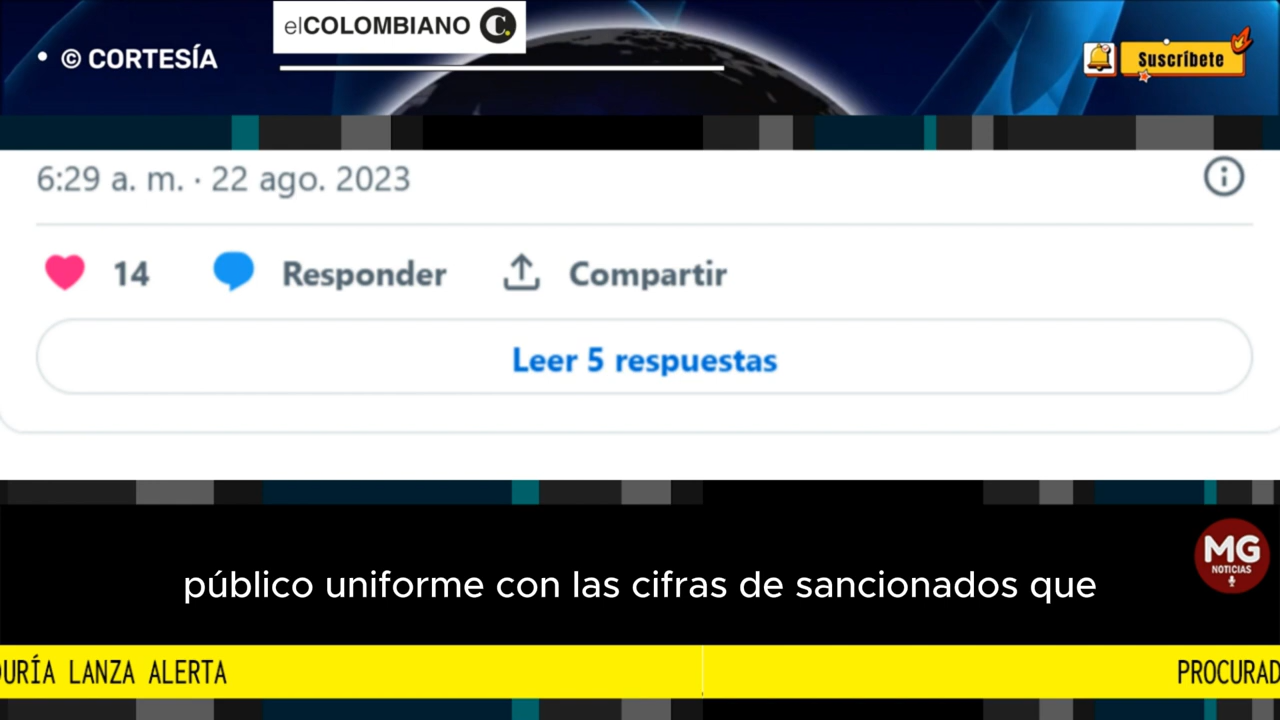 elCOLOMBIANO C.
• © CORTESÍA
Suscríbete
6:29 a. m. · 22 ago. 2023
14 Responder Compartir
Leer 5 respuestas
MG
NOTICIAS
público uniforme con las cifras de sancionados que
DURÍA LANZA ALERTA PROCURAD